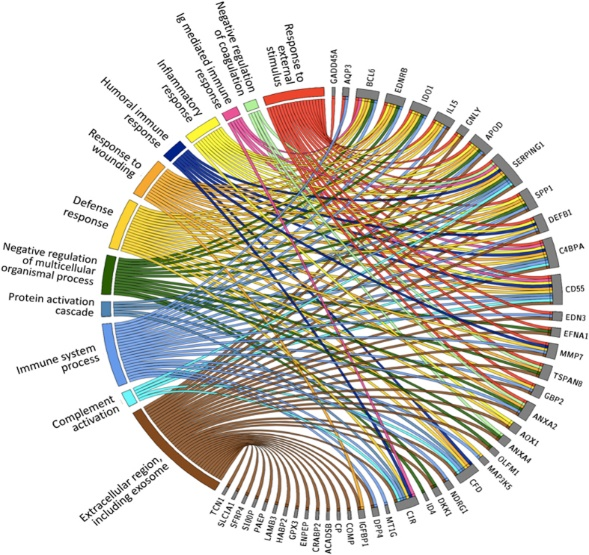 Response to
external
stimulus
Negative regulation
of coagulation
Ig mediated immune
response
Inflammatory
response
Humoral immune
response
Response to
wounding
Defense
response
Negative regulation
of multicellular
organismal process
Protein activation
cascade
Immune system
process
Complement
activation
Extracellular region,
including exosome
GADD45A
AQP3
BCL6
EDNRB
IDO1
IL15
GNLY
APOD
SERPING1
SPP1
DEFB1
C4BPA
CD55
EDN3
EFNA1
MMP7
TSPAN8
GBP2
ANXA2
AOX1
ANXA4
OLFM1
MAP3K5
CFD
NDRG1
DKK1
ID4
C1R
MT1G
DPP4
IGFBP1
COMP
CP
ACADSB
CRABP2
ENPEP
GPX3
HABP2
LAMB3
PAEP
S100P
SFRP4
SLC1A1
TCN1